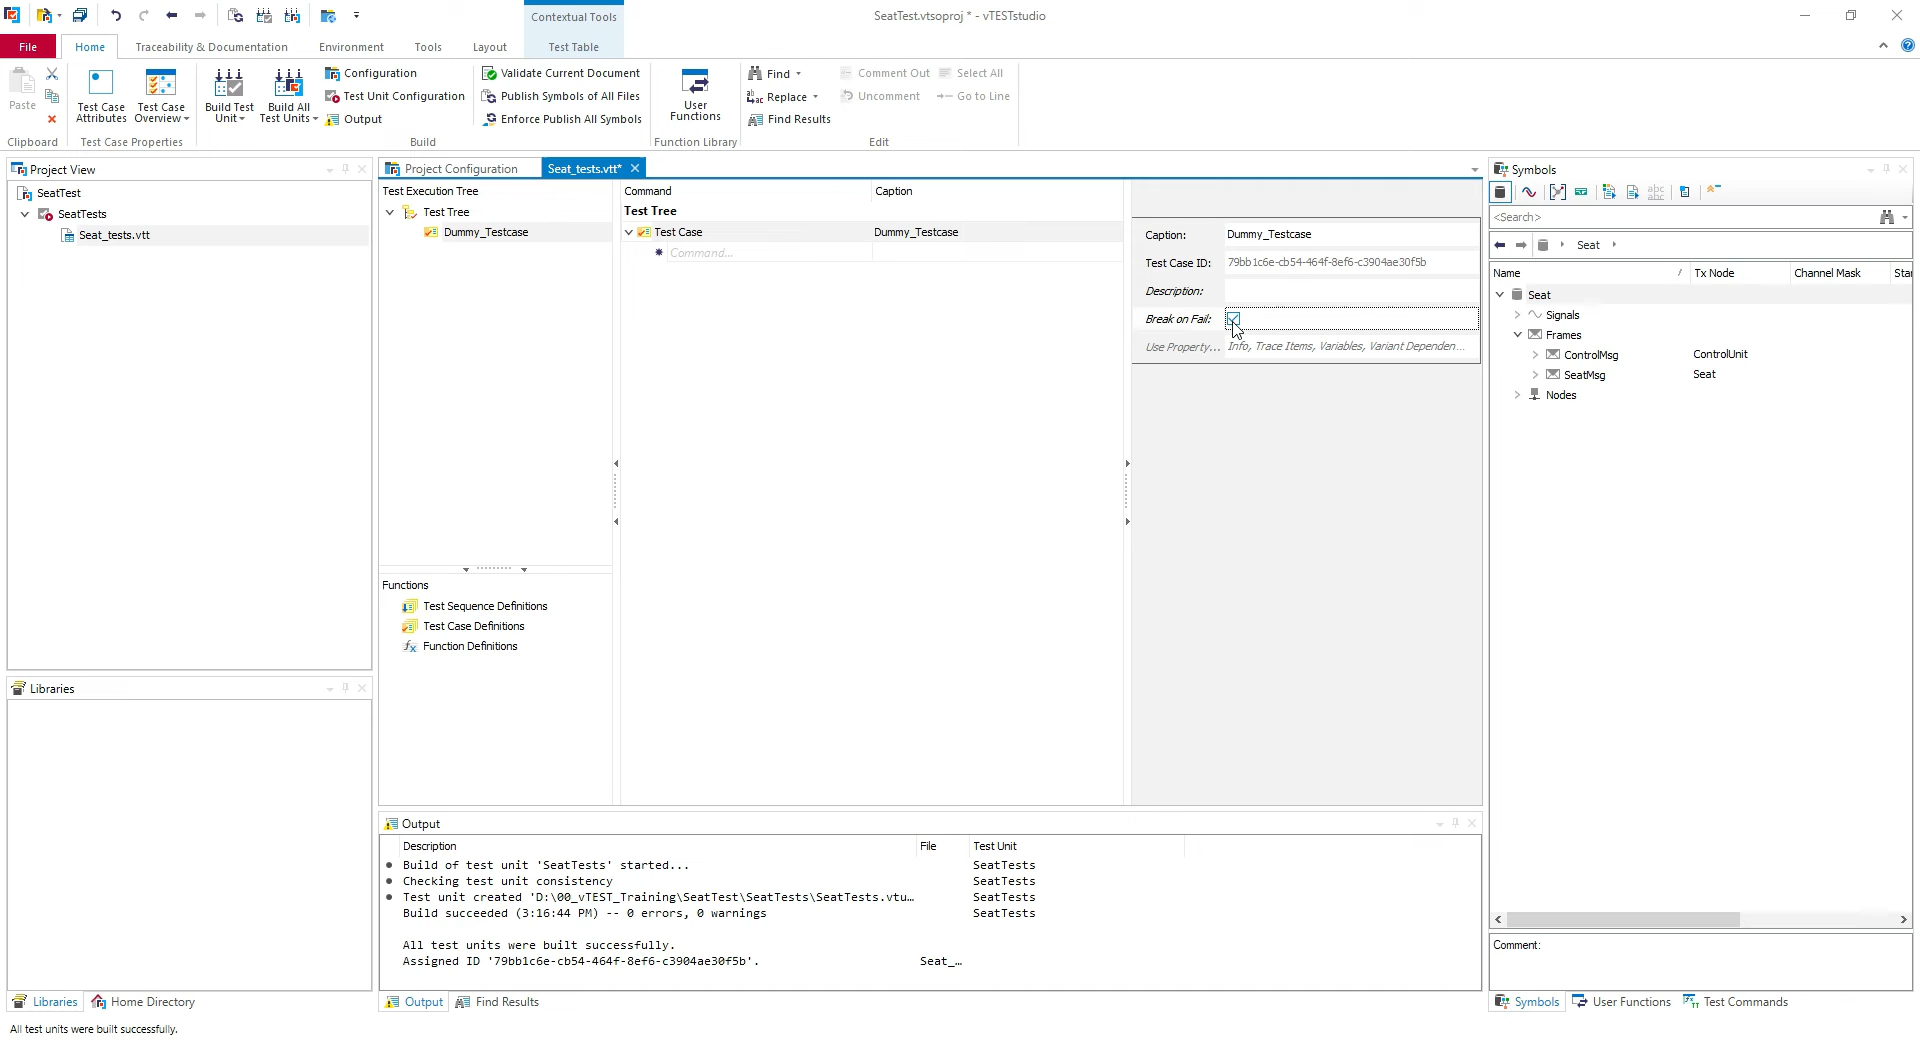 SeatTest.vtsoproj * - vTESTstudio
Contextual Tools
File
Home
Traceability & Documentation
Environment
Tools
Layout
Test Table
Paste
Clipboard
Test Case Attributes
Test Case Overview
Test Case Properties
Build Test Unit
Build All Test Units
Configuration
Test Unit Configuration
Output
Validate Current Document
Publish Symbols of All Files
Enforce Publish All Symbols
Build
User Functions
Function Library
Find
Replace
Find Results
Comment Out
Uncomment
Select All
Go to Line
Edit
Project View
SeatTest
SeatTests
Seat_tests.vtt
Libraries
Libraries
Home Directory
Project Configuration
Seat_tests.vtt*
Test Execution Tree
Test Tree
Dummy_Testcase
Functions
Test Sequence Definitions
Test Case Definitions
Function Definitions
Command
Caption
Test Tree
Test Case
Dummy_Testcase
Command...
Caption:
Dummy_Testcase
Test Case ID:
79bb1c6e-cb54-464f-8ef6-c3904ae30f5b
Description:
Break on Fail:
Use Property...
Info, Trace Items, Variables, Variant Dependen...
Output
Description
File
Test Unit
Build of test unit 'SeatTests' started...
SeatTests
Checking test unit consistency
SeatTests
Test unit created 'D:\00_vTEST_Training\SeatTest\SeatTests\SeatTests.vtu...
SeatTests
Build succeeded (3:16:44 PM) -- 0 errors, 0 warnings
SeatTests
All test units were built successfully.
Assigned ID '79bb1c6e-cb54-464f-8ef6-c3904ae30f5b'.
Seat_...
Output
Find Results
Symbols
<Search>
Seat
Name
Tx Node
Channel Mask
Star
Seat
Signals
Frames
ControlMsg
ControlUnit
SeatMsg
Seat
Nodes
Comment:
Symbols
User Functions
Test Commands
All test units were built successfully.